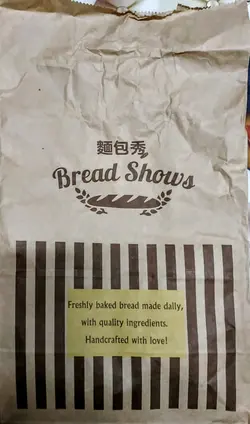 麵包秀
Bread Shows
Freshly baked bread made daily,
with quality ingredients.
Handcrafted with love!